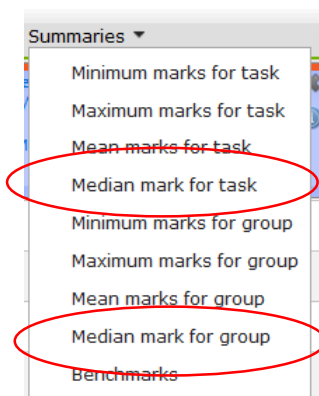 Summaries ▼
Minimum marks for task
Maximum marks for task
Mean marks for task
Median mark for task
Minimum marks for group
Maximum marks for group
Mean marks for group
Median mark for group
Benchmarks